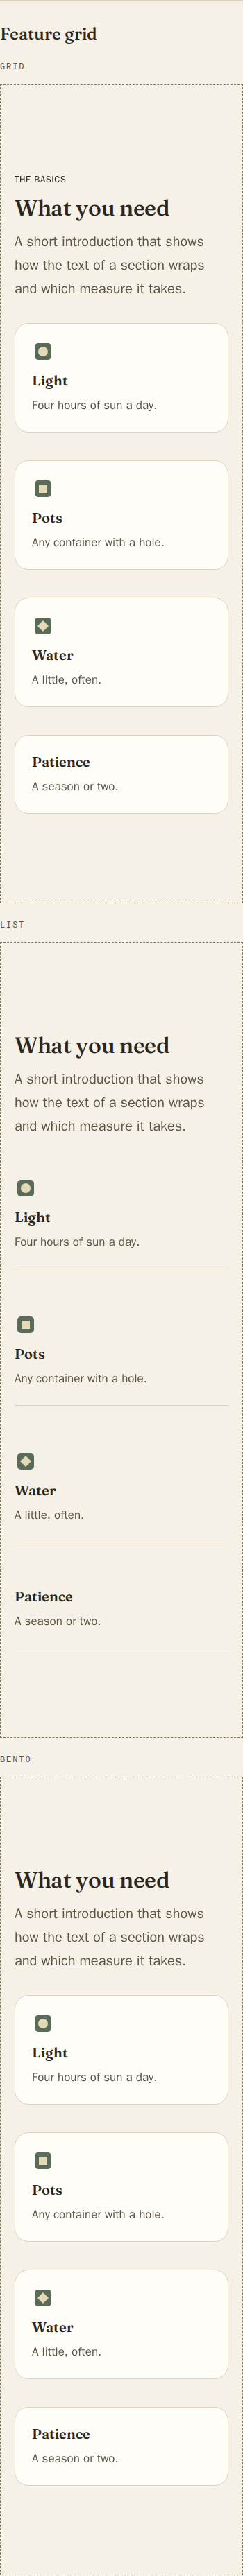 Feature grid
GRID
THE BASICS
What you need
A short introduction that shows
how the text of a section wraps
and which measure it takes.
Light
Four hours of sun a day.
Pots
Any container with a hole.
Water
A little, often.
Patience
A season or two.
LIST
What you need
A short introduction that shows
how the text of a section wraps
and which measure it takes.
Light
Four hours of sun a day.
Pots
Any container with a hole.
Water
A little, often.
Patience
A season or two.
BENTO
What you need
A short introduction that shows
how the text of a section wraps
and which measure it takes.
Light
Four hours of sun a day.
Pots
Any container with a hole.
Water
A little, often.
Patience
A season or two.